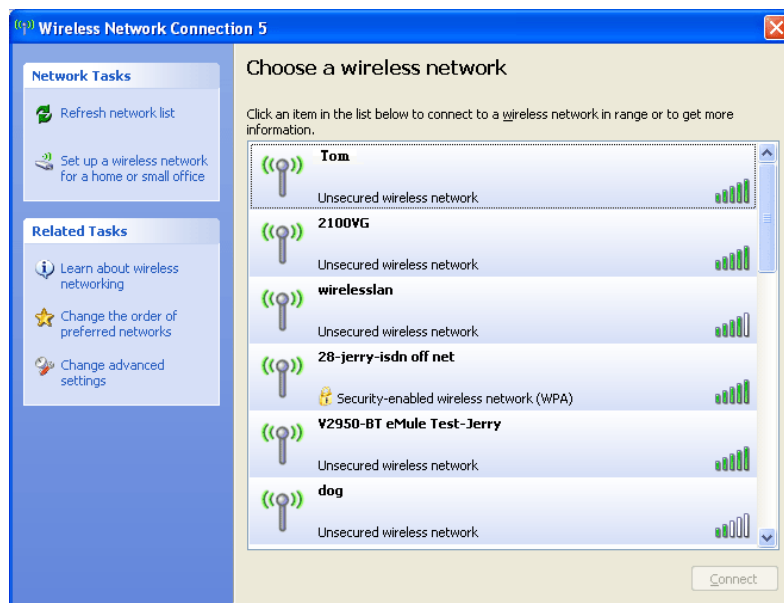 Wireless Network Connection 5
Network Tasks
Refresh network list
Set up a wireless network
for a home or small office
Related Tasks
Learn about wireless
networking
Change the order of
preferred networks
Change advanced
settings
Choose a wireless network
Click an item in the list below to connect to a wireless network in range or to get more
information.
Tom
Unsecured wireless network
2100VG
Unsecured wireless network
wirelesslan
Unsecured wireless network
28-jerry-isdn off net
Security-enabled wireless network (WPA)
V2950-BT eMule Test-Jerry
Unsecured wireless network
dog
Unsecured wireless network
Connect